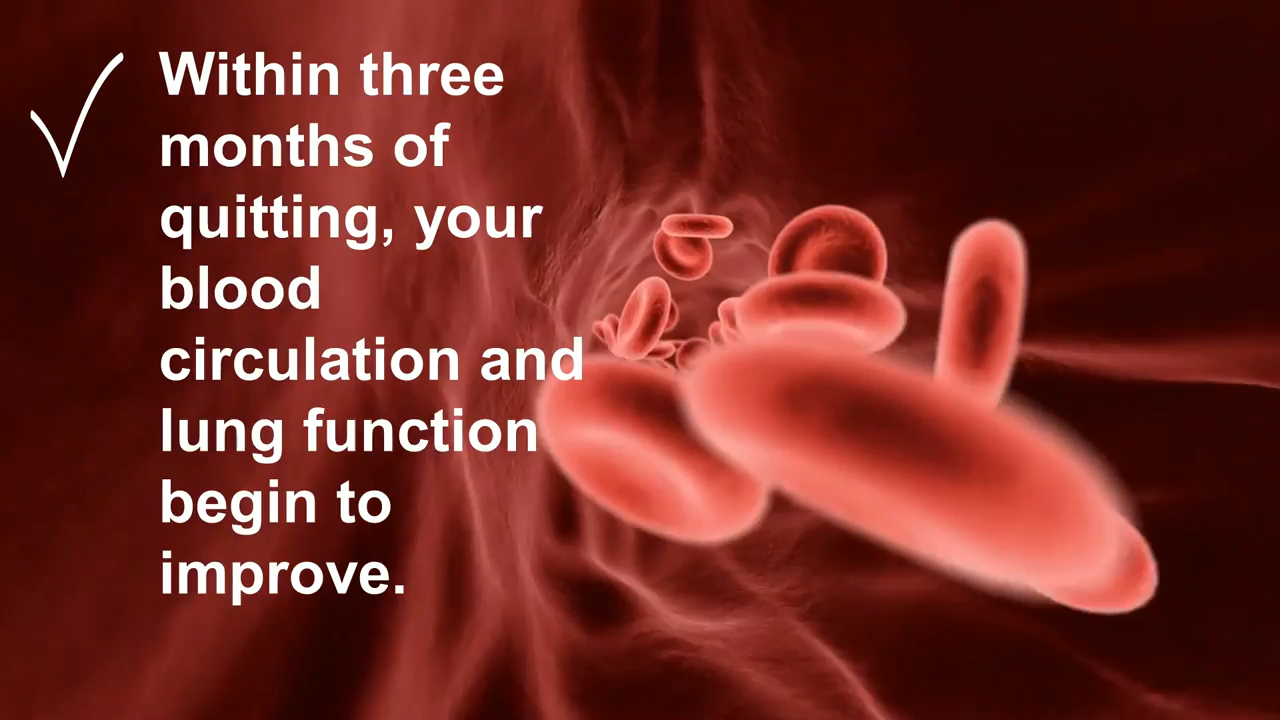 Within three
months of
quitting, your
blood
circulation and
lung function
begin to
improve.